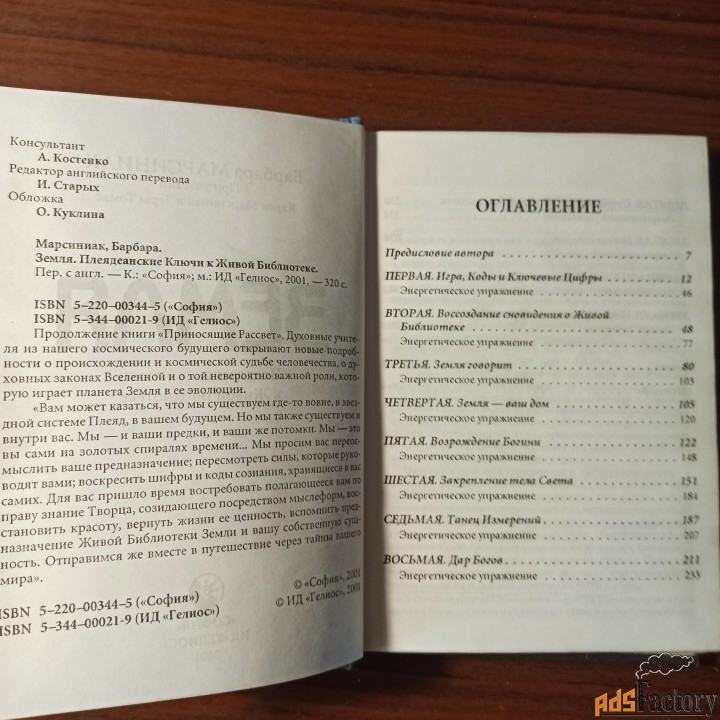 Консультант
А. Костенко
Редактор английского перевода
И. Старых
Обложка
О. Куклина
Марсиниак, Барбара.
Земля. Плеядеанские Ключи к Живой Библиотеке.
Пер. с англ. — К.: «София»; м.: ИД «Гелиос», 2001. — 320 с.
ISBN 5–220–00344–5 («София»)
ISBN 5–344–00021–9 (ИД «Гелиос»)
Продолжение книги «Приносящие Рассвет». Духовные учите-
ля из нашего космического будущего открывают новые подроб-
ности о происхождении и космической судьбе человечества, о ду-
ховных законах Вселенной и о той невероятно важной роли, кото-
рую играет планета Земля в ее эволюции.
«Вам может казаться, что мы существуем где-то вовне, в звезд-
дной системе Плеяд, в вашем будущем. Но мы также существуем и
внутри вас. Мы — и ваши предки, и ваши же потомки. Мы — это
вы сами на золотых спиралях времени... Мы просим вас переос-
мыслить ваше предназначение; пересмотреть силы, которые руко-
водят вами; воскресить шифры и коды сознания, хранящиеся в вас
самих. Для вас пришло время востребовать полагающееся вам по
праву знание Творца, созидающего посредством мыслеформ, вос-
становить красоту, вернуть жизни ее ценность, вспомнить пред-
назначение Живой Библиотеки Земли и вашу собственную сущ-
ность. Отправимся же вместе в путешествие через тайны вашего
мира».
© «София», 2001
© ИД «Гелиос», 2001
ISBN 5–220–00344–5 («София»)
ISBN 5–344–00021–9 (ИД «Гелиос»)
ОГЛАВЛЕНИЕ
Предисловие автора 7
ПЕРВАЯ. Игра, Коды и Ключевые Цифры 12
Энергетическое упражнение 46
ВТОРАЯ. Воссоздание сновидения о Живой
Библиотеке 48
Энергетическое упражнение 77
ТРЕТЬЯ. Земля говорит 80
Энергетическое упражнение 103
ЧЕТВЕРТАЯ. Земля — ваш дом 105
Энергетическое упражнение 120
ПЯТАЯ. Возрождение Богини 122
Энергетическое упражнение 148
ШЕСТАЯ. Закрепление тела Света 151
Энергетическое упражнение 184
СЕДЬМАЯ. Танец Измерений 187
Энергетическое упражнение 207
ВОСЬМАЯ. Дар Богов 211
Энергетическое упражнение 233
AdsFactory